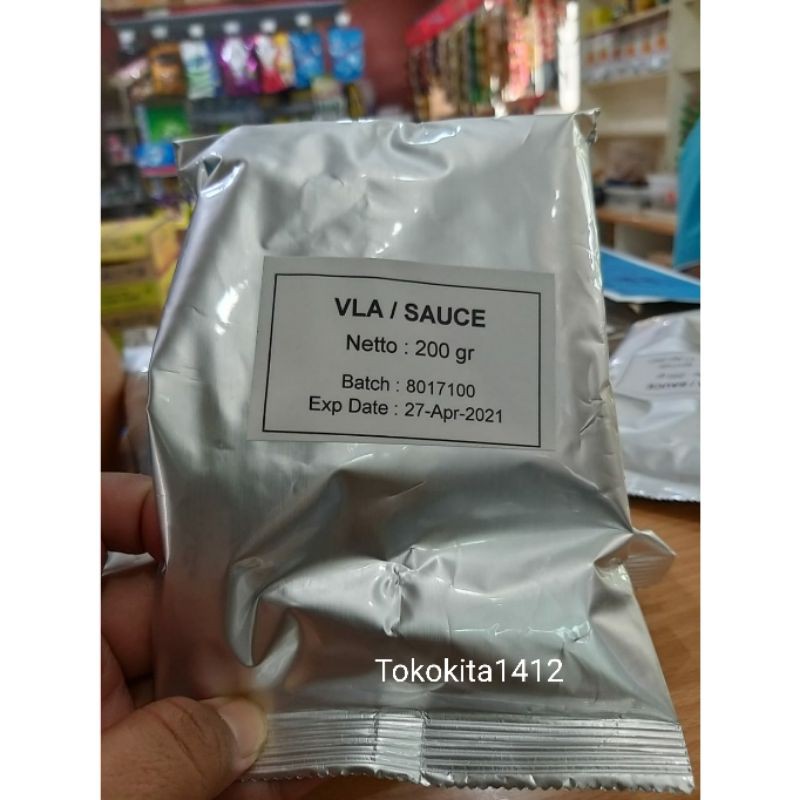 VLA / SAUCE
Netto : 200 gr
Batch : 8017100
Exp Date : 27-Apr-2021
Tokokita1412